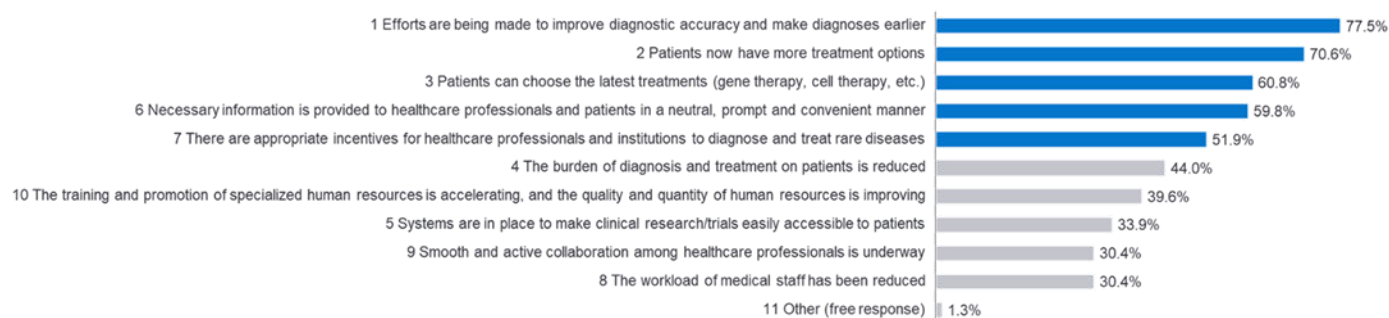 1 Efforts are being made to improve diagnostic accuracy and make diagnoses earlier 77.5%
2 Patients now have more treatment options 70.6%
3 Patients can choose the latest treatments (gene therapy, cell therapy, etc.) 60.8%
6 Necessary information is provided to healthcare professionals and patients in a neutral, prompt and convenient manner 59.8%
7 There are appropriate incentives for healthcare professionals and institutions to diagnose and treat rare diseases 51.9%
4 The burden of diagnosis and treatment on patients is reduced 44.0%
10 The training and promotion of specialized human resources is accelerating, and the quality and quantity of human resources is improving 39.6%
5 Systems are in place to make clinical research/trials easily accessible to patients 33.9%
9 Smooth and active collaboration among healthcare professionals is underway 30.4%
8 The workload of medical staff has been reduced 30.4%
11 Other (free response) 1.3%